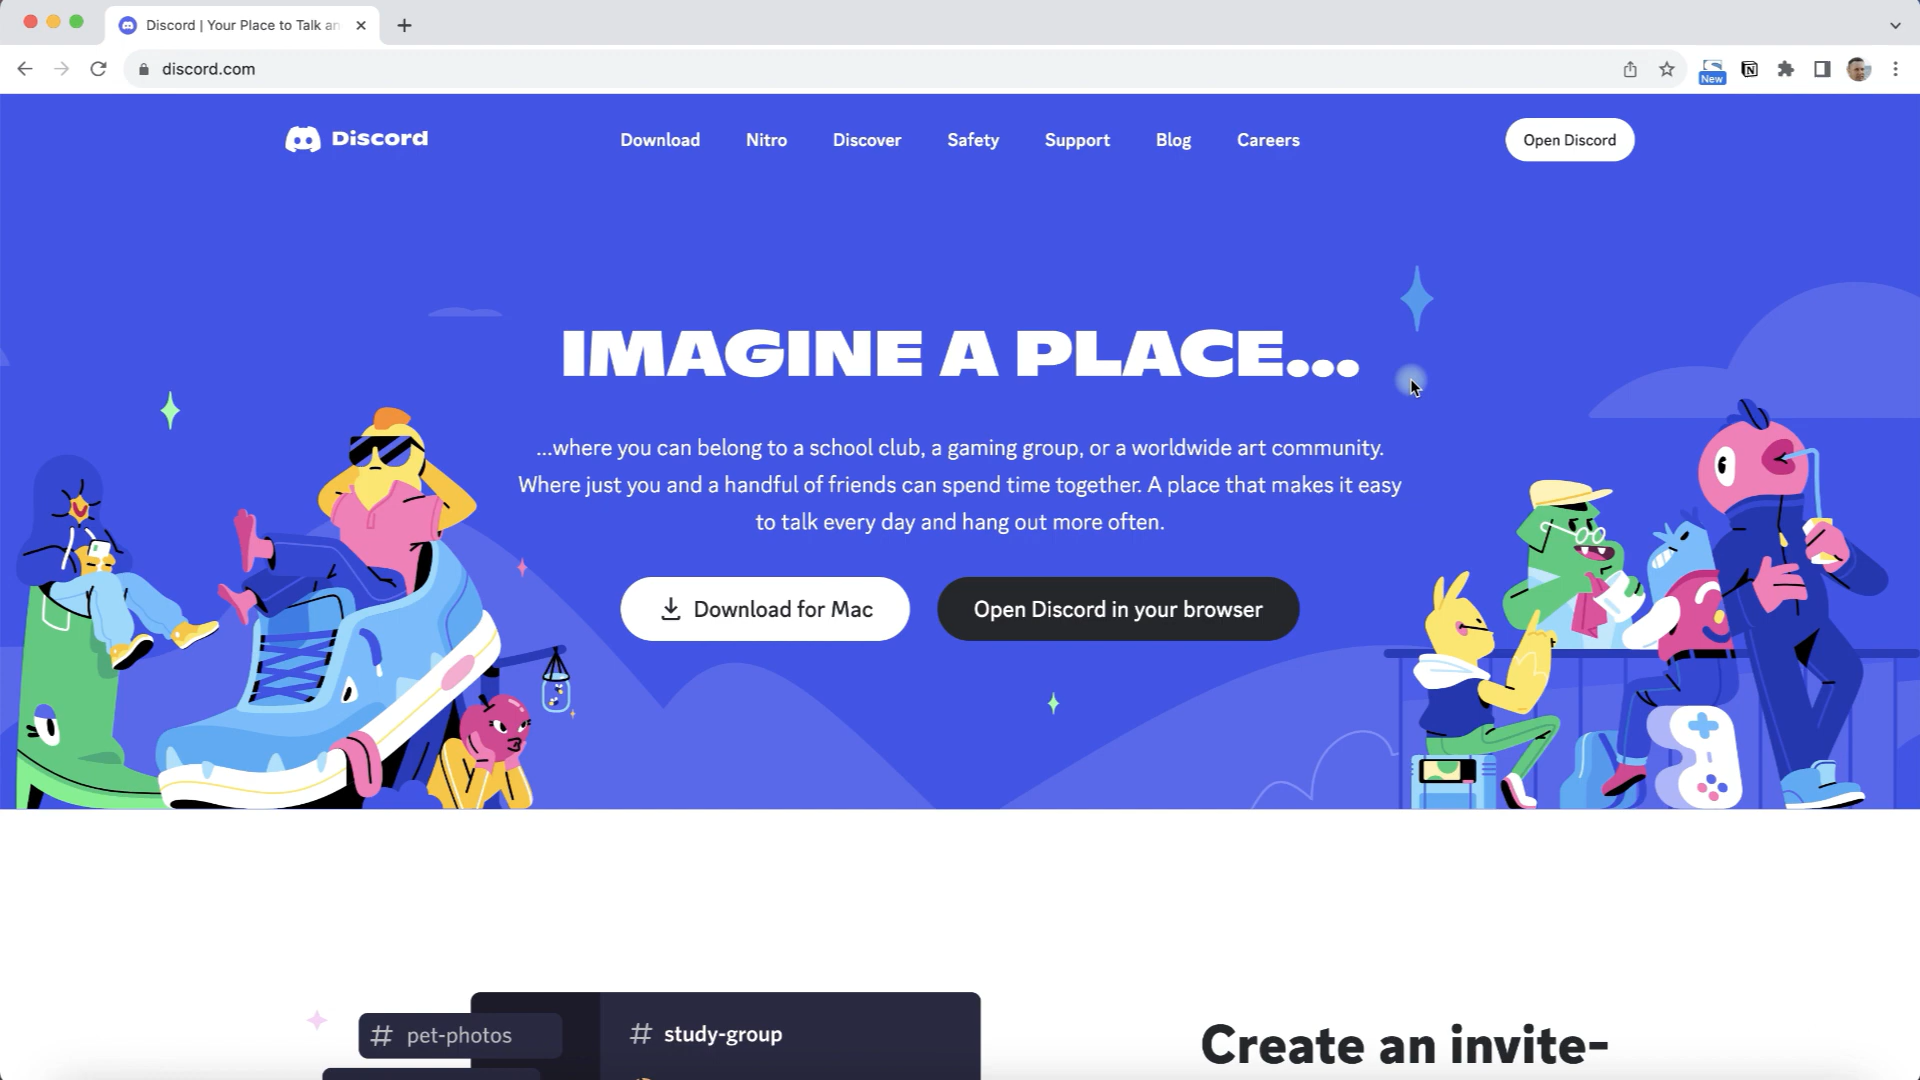 Discord | Your Place to Talk an
discord.com
New
Discord
Download
Nitro
Discover
Safety
Support
Blog
Careers
Open Discord
IMAGINE A PLACE...
...where you can belong to a school club, a gaming group, or a worldwide art community.
Where just you and a handful of friends can spend time together. A place that makes it easy
to talk every day and hang out more often.
Download for Mac
Open Discord in your browser
# pet-photos
# study-group
Create an invite-